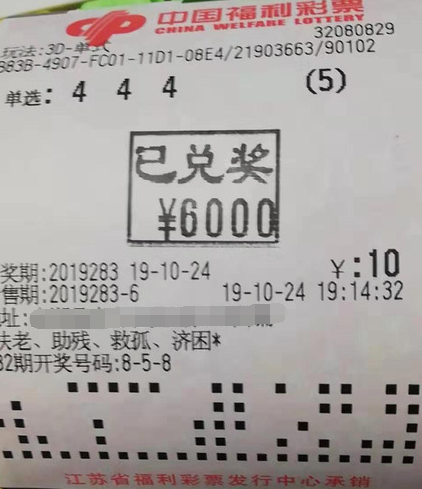 中国福利彩票
CHINA WELFARE LOTTERY
32080829
玩法:3D-单式
883B-4907-FC01-11D1-08E4/21903663/90102
单选: 4 4 4 (5)
已兑奖
¥6000
奖期:2019283 19-10-24 ¥:10
售期:2019283-6 19-10-24 19:14:32
址:
扶老、助残、救孤、济困*
82期开奖号码:8-5-8
江苏省福利彩票发行中心承销